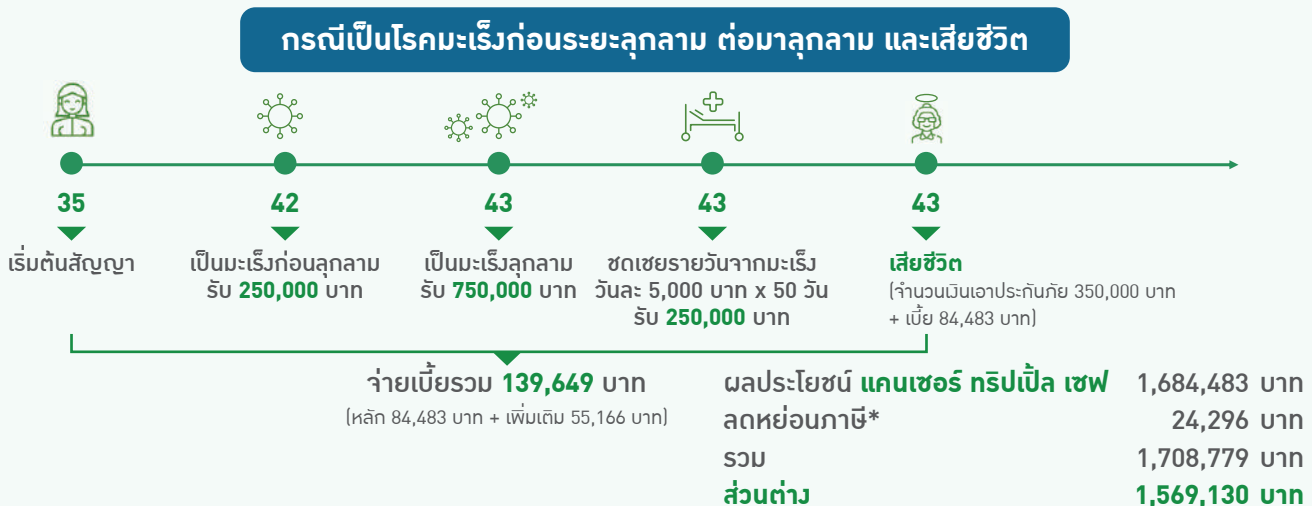 กรณีเป็นโรคมะเร็งก่อนระยะลุกลาม ต่อมาลุกลาม และเสียชีวิต
35
42
43
43
43
เริ่มต้นสัญญา
เป็นมะเร็งก่อนลุกลาม
รับ 250,000 บาท
เป็นมะเร็งลุกลาม
รับ 750,000 บาท
ชดเชยรายวันจากมะเร็ง
วันละ 5,000 บาท x 50 วัน
รับ 250,000 บาท
เสียชีวิต
(จำนวนเงินเอาประกันภัย 350,000 บาท
+ เบี้ย 84,483 บาท)
จ่ายเบี้ยรวม 139,649 บาท
(หลัก 84,483 บาท + เพิ่มเติม 55,166 บาท)
ผลประโยชน์ แคนเซอร์ ทริปเปิ้ล เซฟ 1,684,483 บาท
ลดหย่อนภาษี* 24,296 บาท
รวม 1,708,779 บาท
ส่วนต่าง 1,569,130 บาท